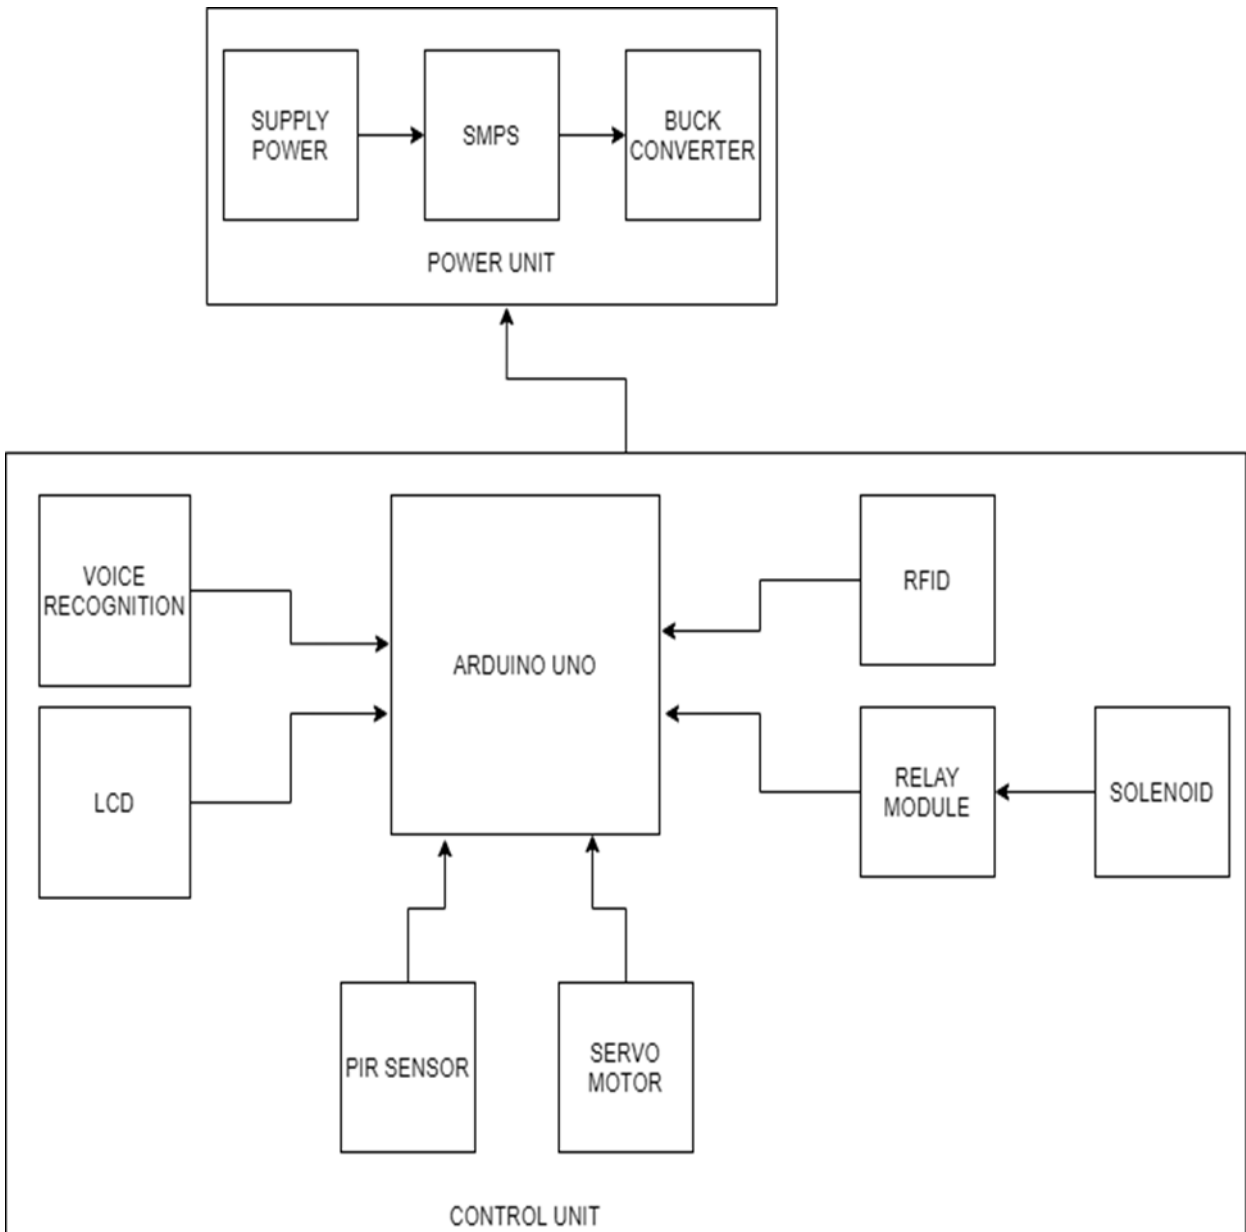 SUPPLY
POWER
SMPS
BUCK
CONVERTER
POWER UNIT
VOICE
RECOGNITION
ARDUINO UNO
RFID
LCD
RELAY
MODULE
SOLENOID
PIR SENSOR
SERVO
MOTOR
CONTROL UNIT